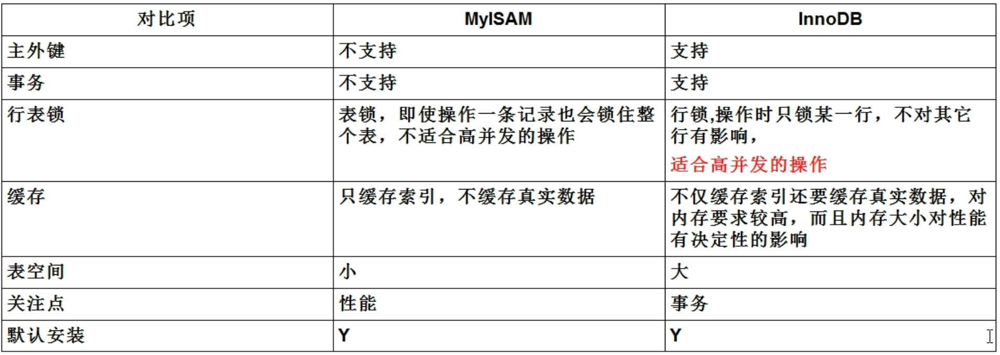 对比项 MyISAM InnoDB
主外键 不支持 支持
事务 不支持 支持
行表锁 表锁，即使操作一条记录也会锁住整 行锁,操作时只锁某一行，不对其它
个表，不适合高并发的操作 行有影响，
适合高并发的操作
缓存 只缓存索引，不缓存真实数据 不仅缓存索引还要缓存真实数据，对
内存要求较高，而且内存大小对性能
有决定性的影响
表空间 小 大
关注点 性能 事务
默认安装 Y Y